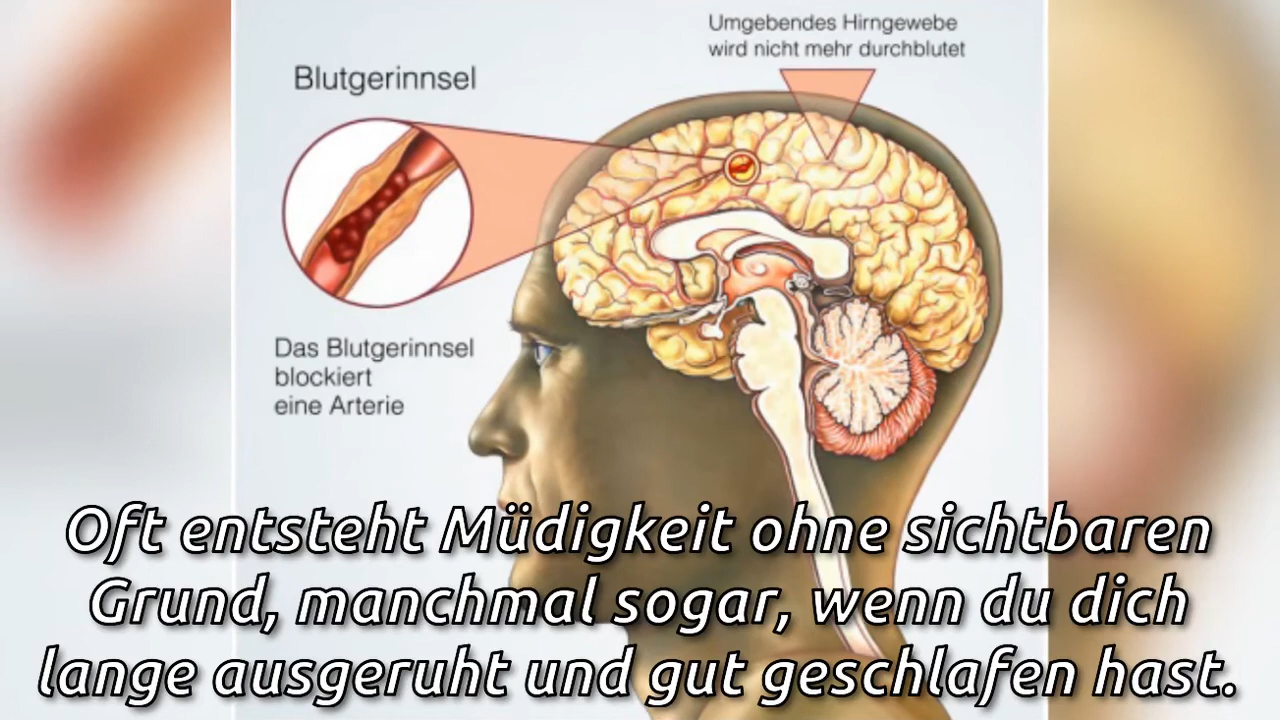 Umgebendes Hirngewebe
wird nicht mehr durchblutet
Blutgerinnsel
Das Blutgerinnsel
blockiert
eine Arterie
Oft entsteht Müdigkeit ohne sichtbaren
Grund, manchmal sogar, wenn du dich
lange ausgeruht und gut geschlafen hast.